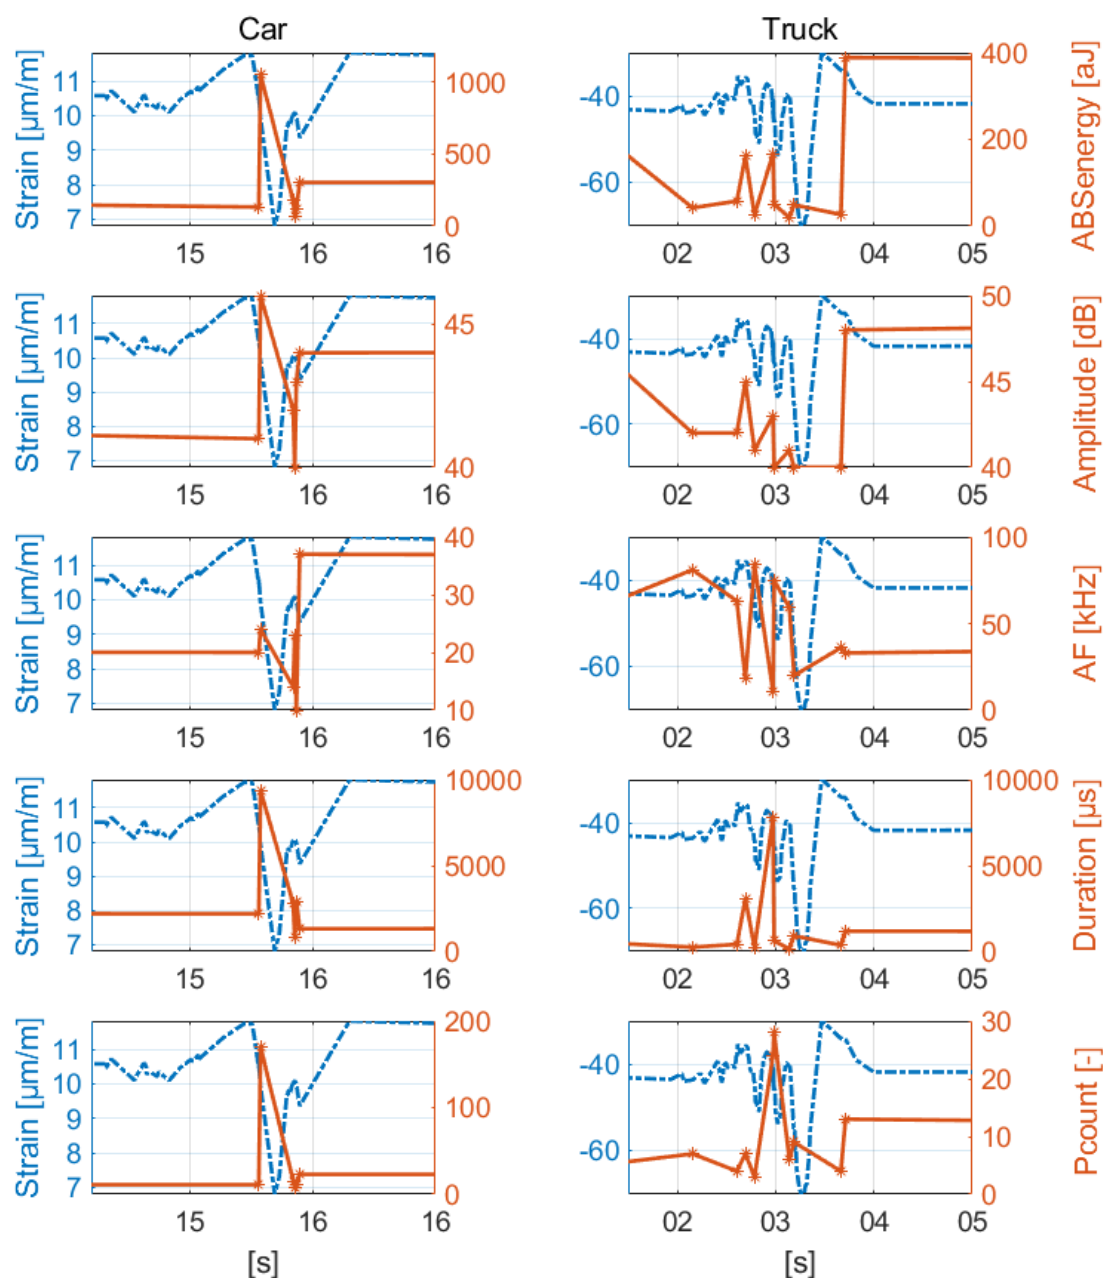 Car Truck
Strain [µm/m] 11 10 9 8 7 1000 500 0 15 16 16
-40 -60 400 200 0 ABSenergy [aJ] 02 03 04 05
Strain [µm/m] 11 10 9 8 7 45 40 15 16 16
-40 -60 50 45 40 Amplitude [dB] 02 03 04 05
Strain [µm/m] 11 10 9 8 7 40 30 20 10 15 16 16
-40 -60 100 50 0 AF [kHz] 02 03 04 05
Strain [µm/m] 11 10 9 8 7 10000 5000 0 15 16 16
-40 -60 10000 5000 0 Duration [µs] 02 03 04 05
Strain [µm/m] 11 10 9 8 7 200 100 0 15 16 16
-40 -60 30 20 10 0 Pcount [-] 02 03 04 05
[s] [s]